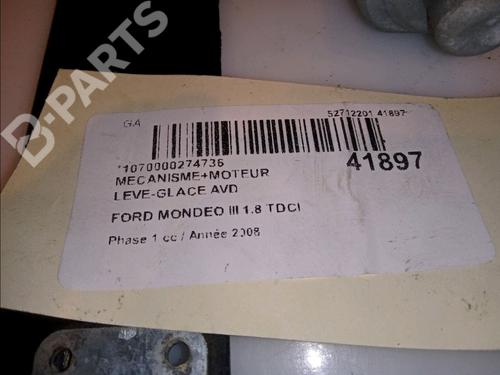 B-Parts
GA
52712201 41897
*1070000274736
41897
MECANISME+MOTEUR
LEVE-GLACE AVD
FORD MONDEO III 1.8 TDCI
Phase 1 cc / Année 2008